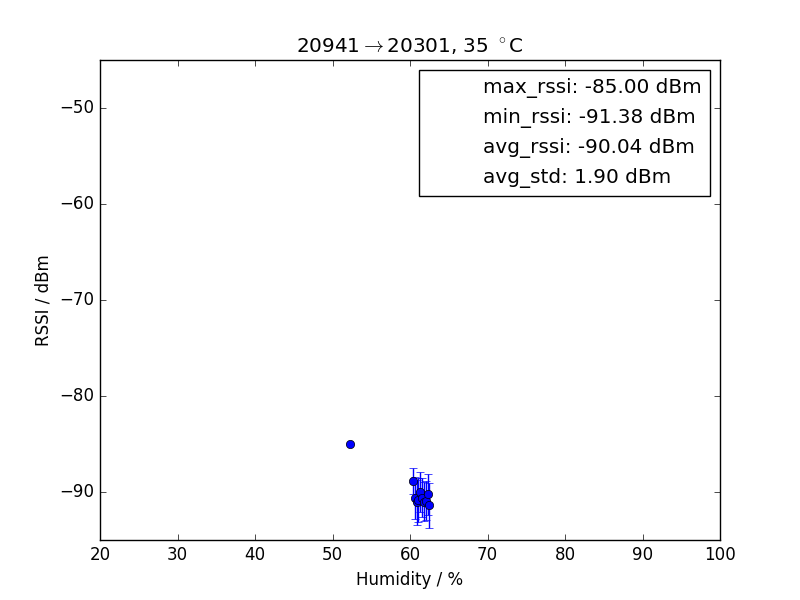 20941→20301, 35 °C
max_rssi: -85.00 dBm
min_rssi: -91.38 dBm
avg_rssi: -90.04 dBm
avg_std: 1.90 dBm
RSSI / dBm
−50
−60
−70
−80
−90
20 30 40 50 60 70 80 90 100
Humidity / %